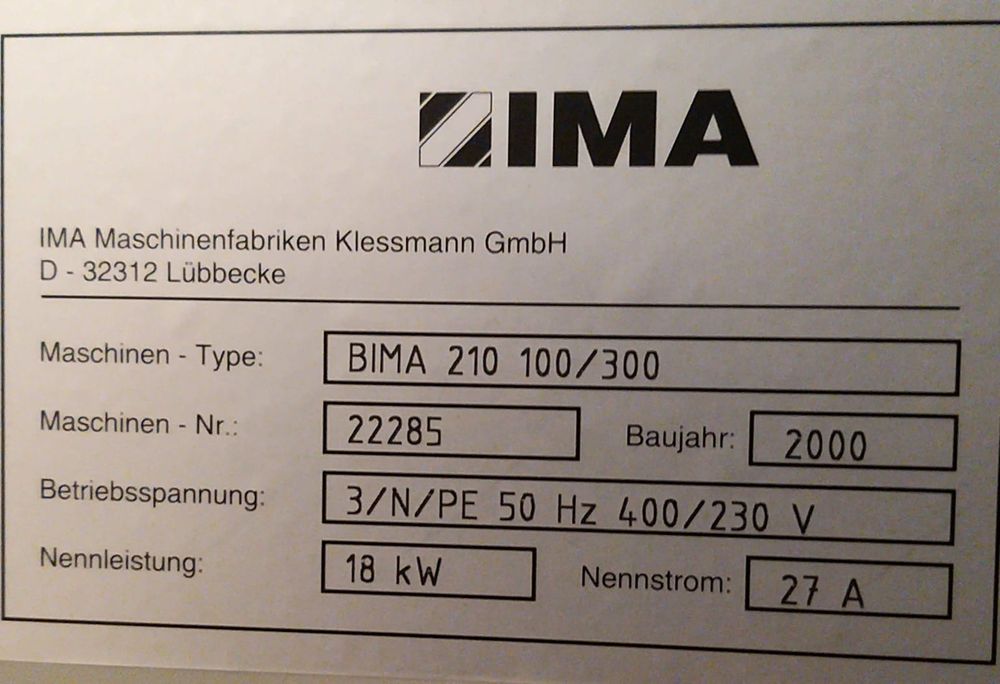 IMA
IMA Maschinenfabriken Klessmann GmbH
D - 32312 Lübbecke
Maschinen - Type: BIMA 210 100/300
Maschinen - Nr.: 22285 Baujahr: 2000
Betriebsspannung: 3/N/PE 50 Hz 400/230 V
Nennleistung: 18 kW Nennstrom: 27 A